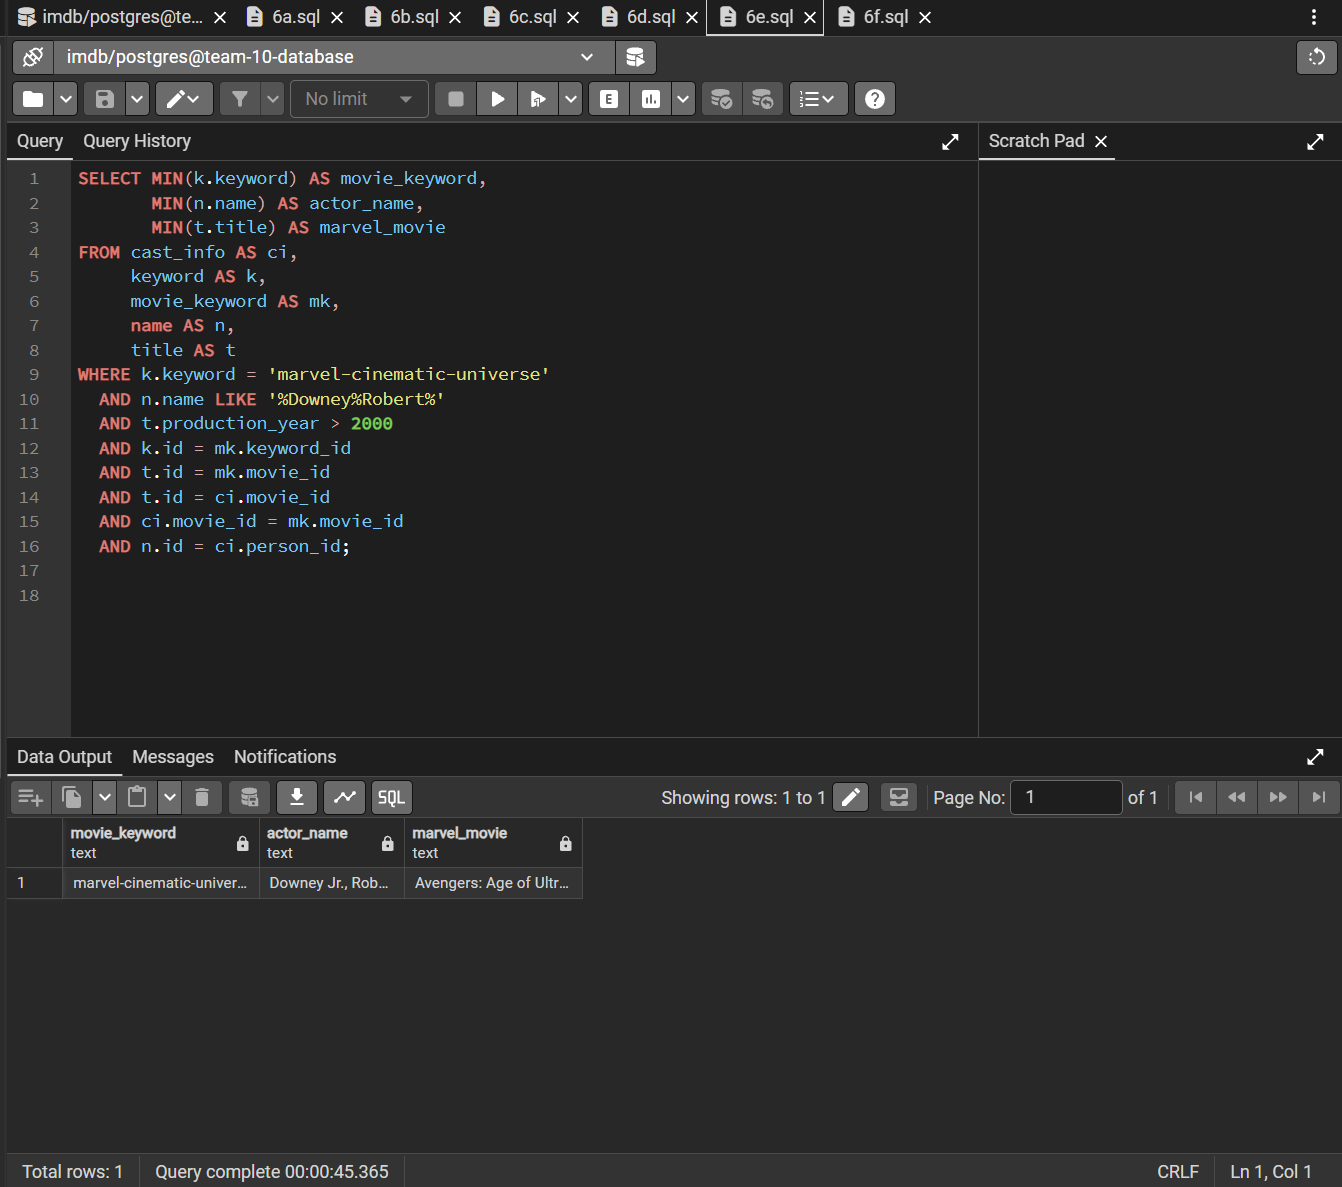 imdb/postgres@te... 6a.sql 6b.sql 6c.sql 6d.sql 6e.sql 6f.sql
imdb/postgres@team-10-database
No limit E
Query Query History Scratch Pad
1 SELECT MIN(k.keyword) AS movie_keyword,
2 MIN(n.name) AS actor_name,
3 MIN(t.title) AS marvel_movie
4 FROM cast_info AS ci,
5 keyword AS k,
6 movie_keyword AS mk,
7 name AS n,
8 title AS t
9 WHERE k.keyword = 'marvel-cinematic-universe'
10 AND n.name LIKE '%Downey%Robert%'
11 AND t.production_year > 2000
12 AND k.id = mk.keyword_id
13 AND t.id = mk.movie_id
14 AND t.id = ci.movie_id
15 AND ci.movie_id = mk.movie_id
16 AND n.id = ci.person_id;
17
18
Data Output Messages Notifications
SQL Showing rows: 1 to 1 Page No: 1 of 1
movie_keyword actor_name marvel_movie
text text text
1 marvel-cinematic-univer... Downey Jr., Rob... Avengers: Age of Ultr...
Total rows: 1 Query complete 00:00:45.365 CRLF Ln 1, Col 1